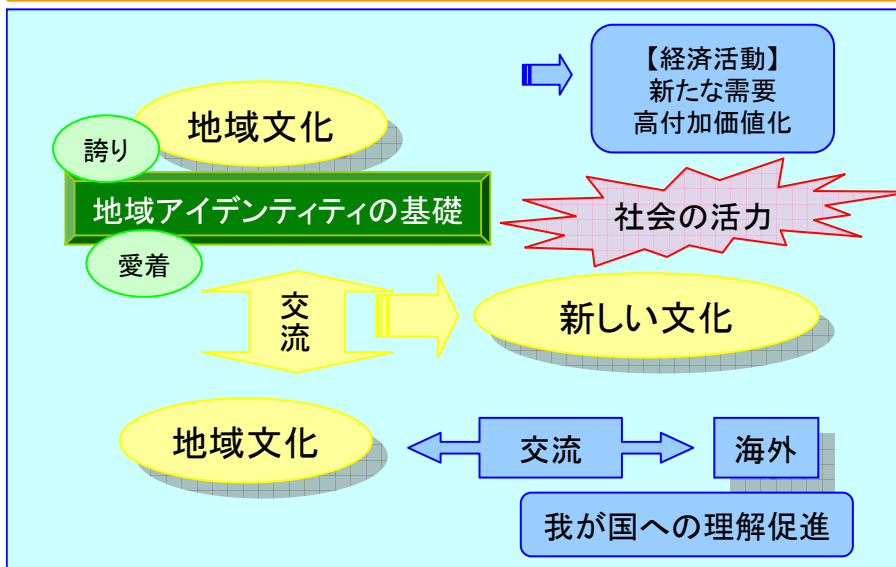 【経済活動】
新たな需要
高付加価値化
地域文化
誇り
地域アイデンティティの基礎
社会の活力
愛着
交流
新しい文化
地域文化
交流
海外
我が国への理解促進